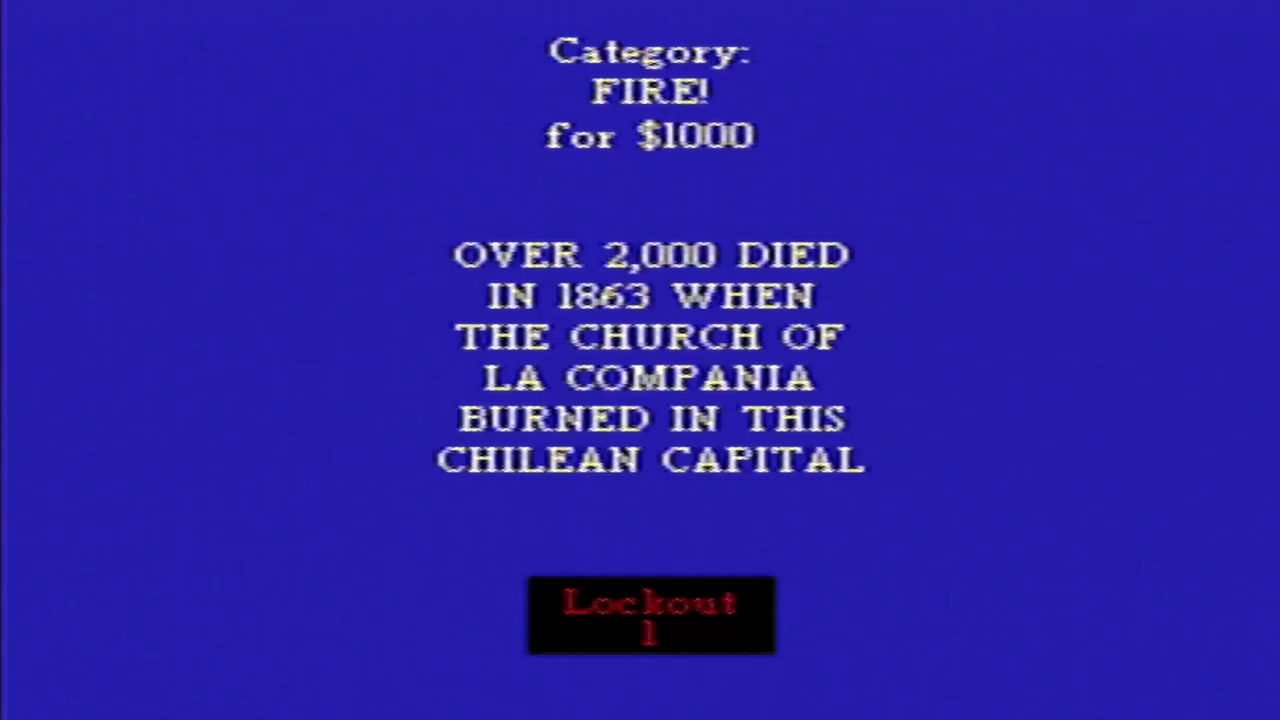 Category:
FIRE!
for $1000
OVER 2,000 DIED
IN 1863 WHEN
THE CHURCH OF
LA COMPANIA
BURNED IN THIS
CHILEAN CAPITAL
Lockout
1